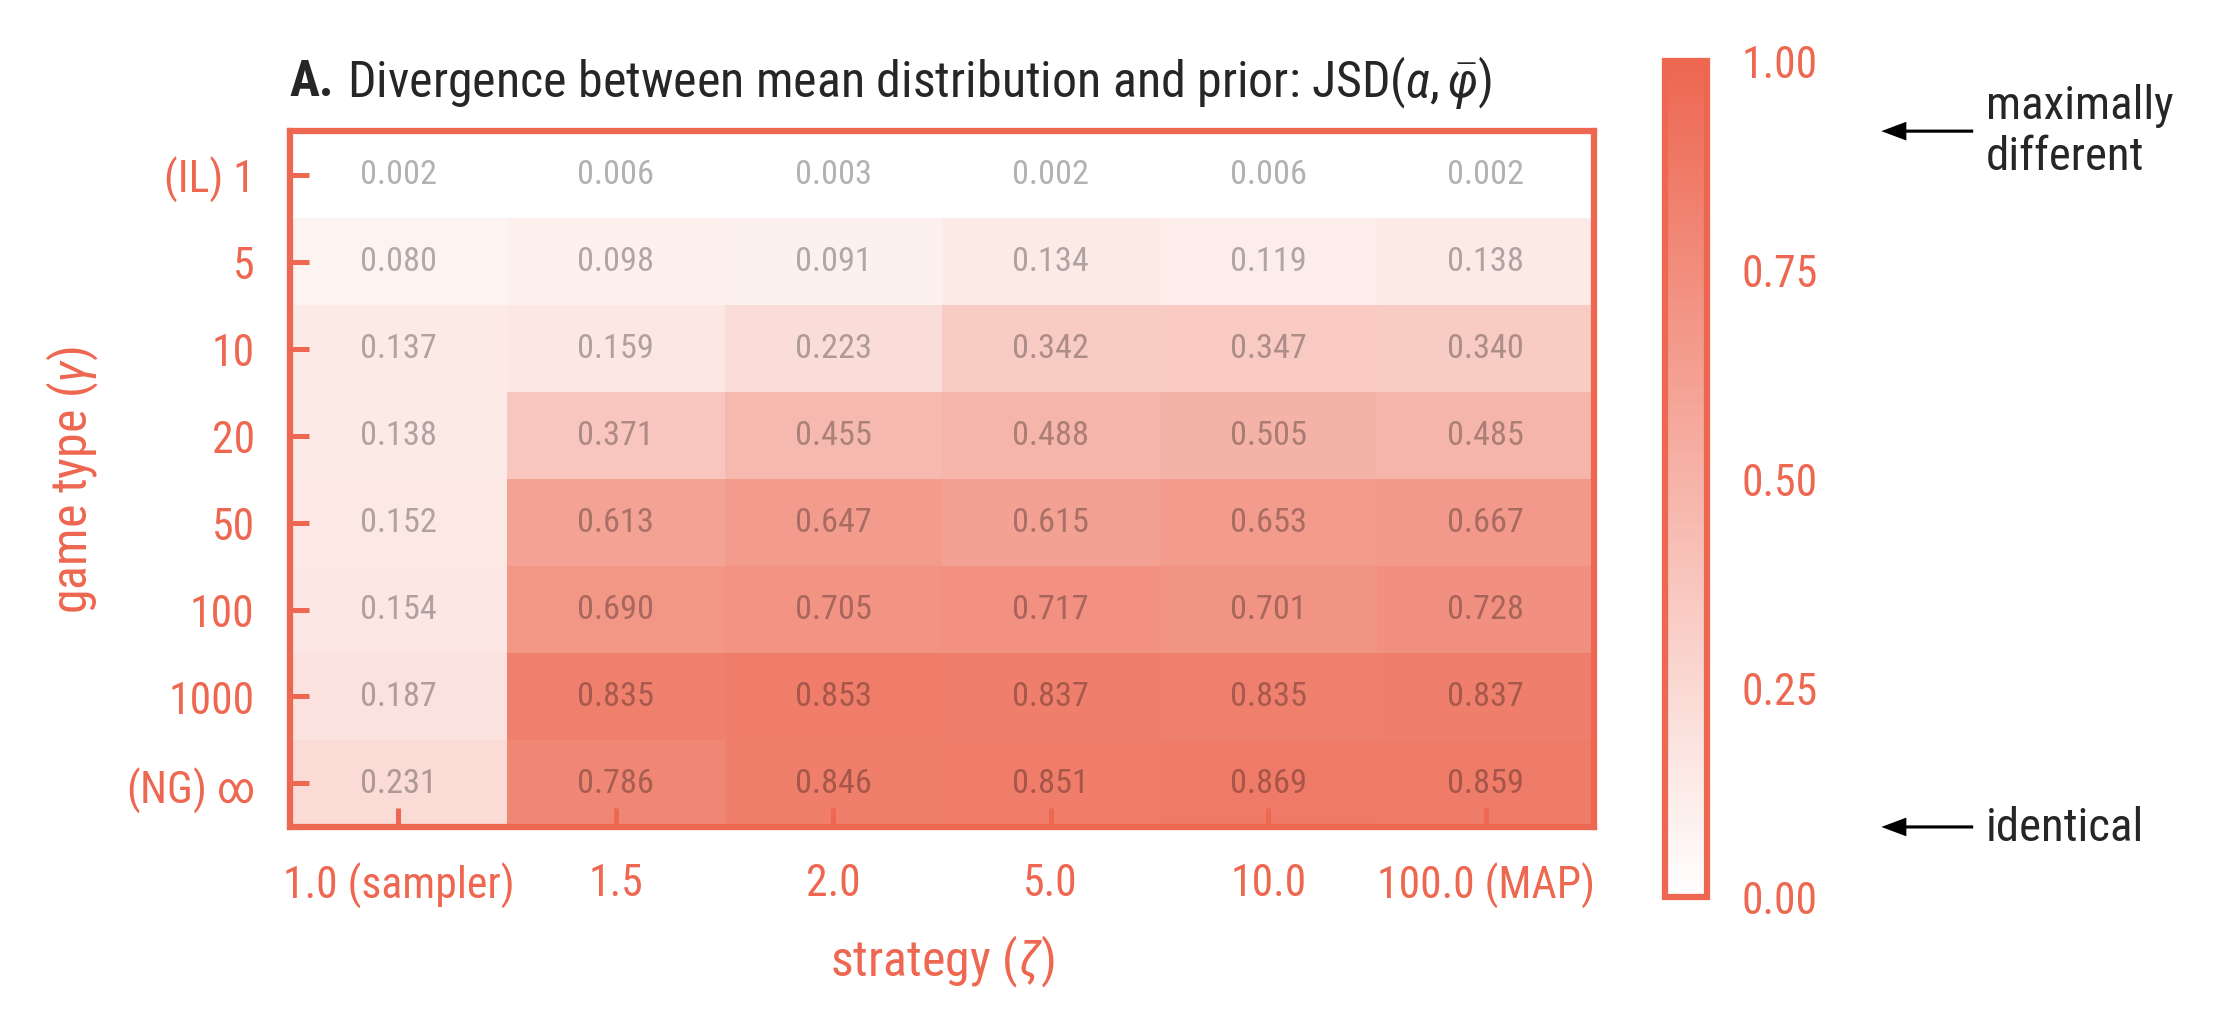 A. Divergence between mean distribution and prior: JSD(α, φ̄)
(IL) 1 0.002 0.006 0.003 0.002 0.006 0.002
5 0.080 0.098 0.091 0.134 0.119 0.138
10 0.137 0.159 0.223 0.342 0.347 0.340
20 0.138 0.371 0.455 0.488 0.505 0.485
50 0.152 0.613 0.647 0.615 0.653 0.667
100 0.154 0.690 0.705 0.717 0.701 0.728
1000 0.187 0.835 0.853 0.837 0.835 0.837
(NG) ∞ 0.231 0.786 0.846 0.851 0.869 0.859
1.0 (sampler) 1.5 2.0 5.0 10.0 100.0 (MAP)
strategy (ζ)
game type (γ)
1.00
0.75
0.50
0.25
0.00
maximally
different
identical